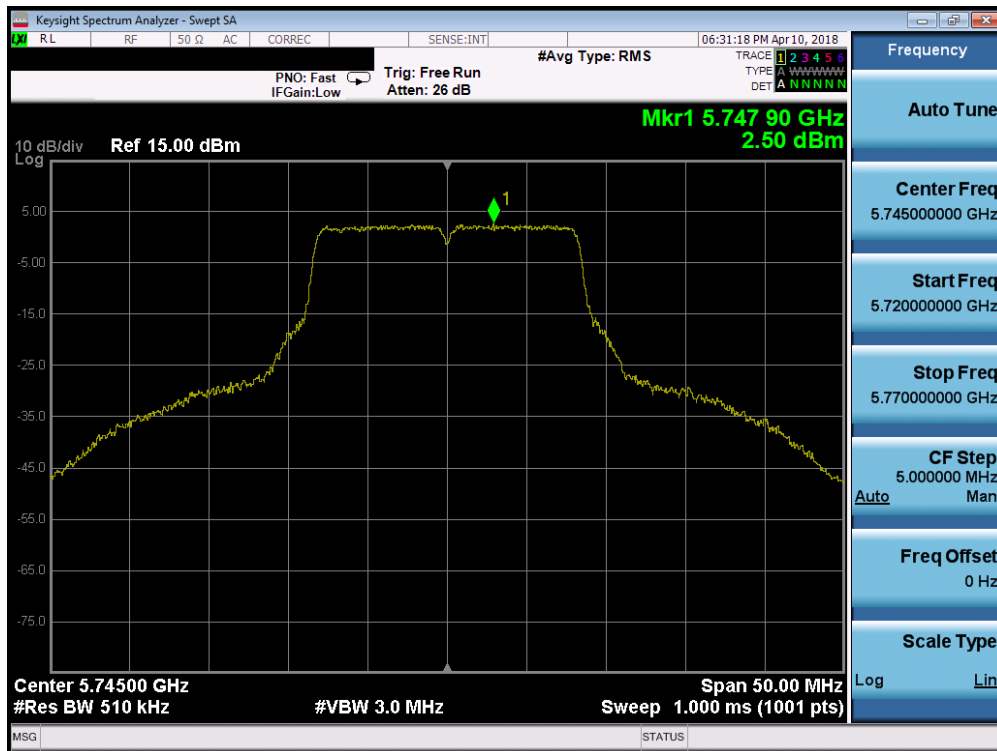 Keysight Spectrum Analyzer - Swept SA
LXI RL RF 50 Ω AC CORREC SENSE:INT 06:31:18 PM Apr 10, 2018
#Avg Type: RMS TRACE 1 2 3 4 5 6
PNO: Fast Trig: Free Run TYPE A WWWWW
IFGain:Low Atten: 26 dB DET A N N N N N
Mkr1 5.747 90 GHz
2.50 dBm
10 dB/div Ref 15.00 dBm
Log
1
5.00
-5.00
-15.0
-25.0
-35.0
-45.0
-55.0
-65.0
-75.0
Center 5.74500 GHz Span 50.00 MHz
#Res BW 510 kHz #VBW 3.0 MHz Sweep 1.000 ms (1001 pts)
MSG STATUS
Frequency
Auto Tune
Center Freq
5.745000000 GHz
Start Freq
5.720000000 GHz
Stop Freq
5.770000000 GHz
CF Step
5.000000 MHz
Auto Man
Freq Offset
0 Hz
Scale Type
Log Lin